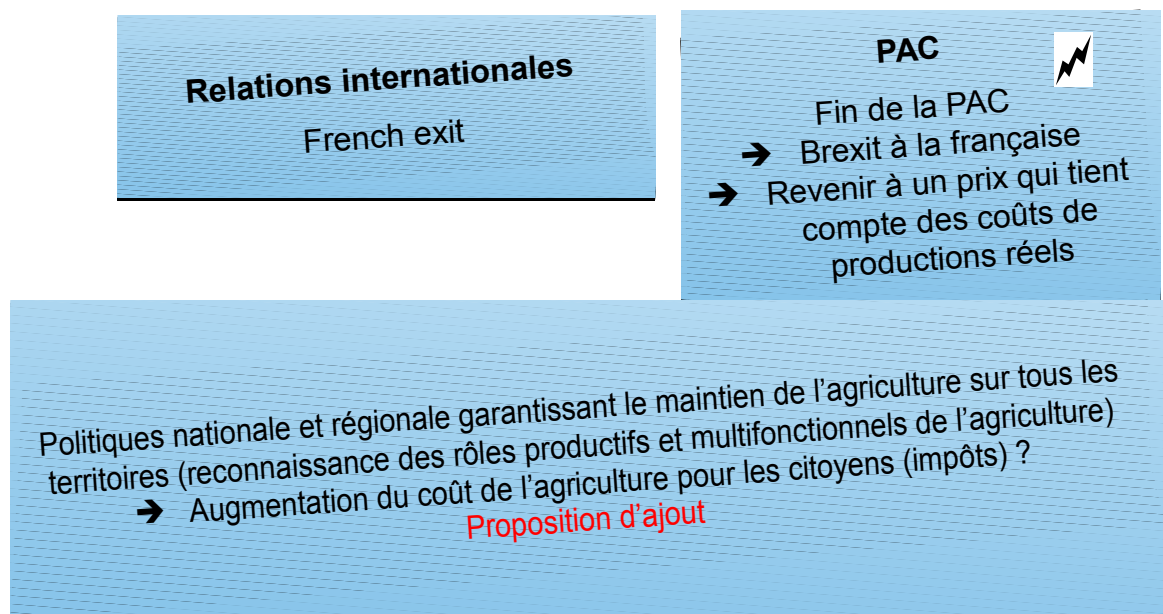 Relations internationales
French exit
PAC
Fin de la PAC
➔ Brexit à la française
➔ Revenir à un prix qui tient
compte des coûts de
productions réels
Politiques nationale et régionale garantissant le maintien de l’agriculture sur tous les
territoires (reconnaissance des rôles productifs et multifonctionnels de l’agriculture)
➔ Augmentation du coût de l’agriculture pour les citoyens (impôts) ?
Proposition d’ajout